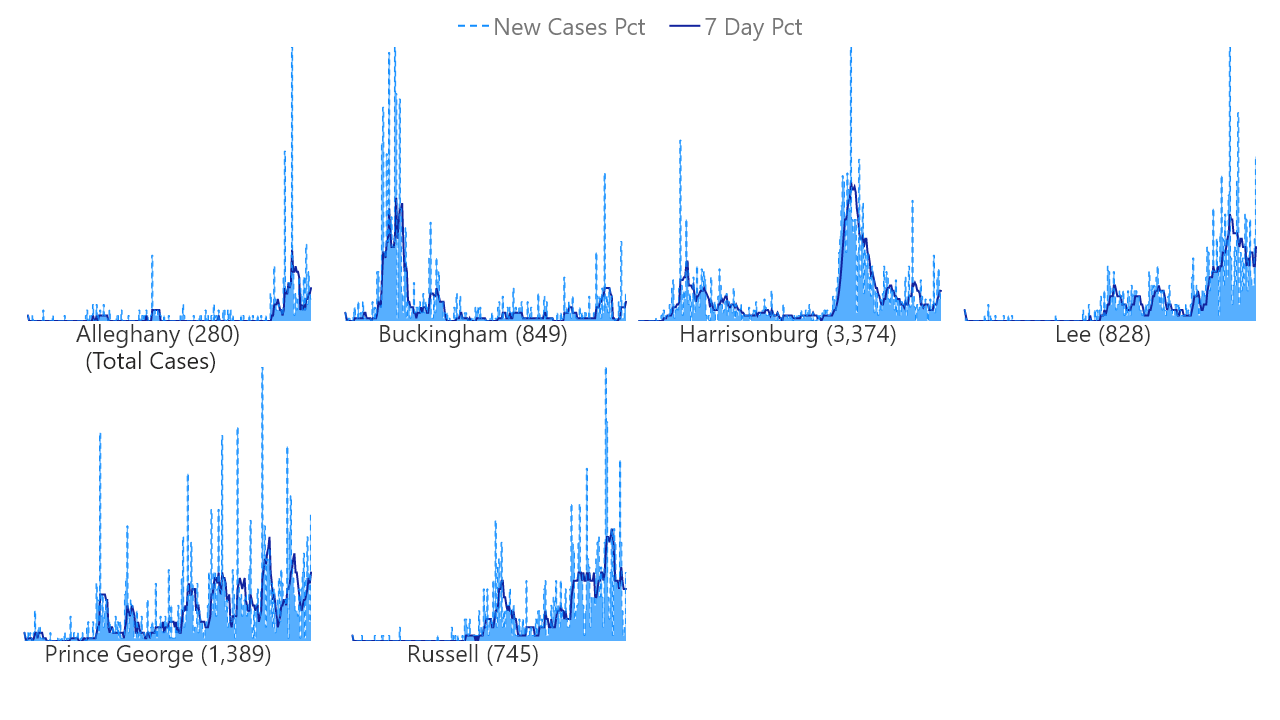 New Cases Pct 7 Day Pct
Alleghany (280) Buckingham (849) Harrisonburg (3,374) Lee (828)
(Total Cases)
Prince George (1,389) Russell (745)